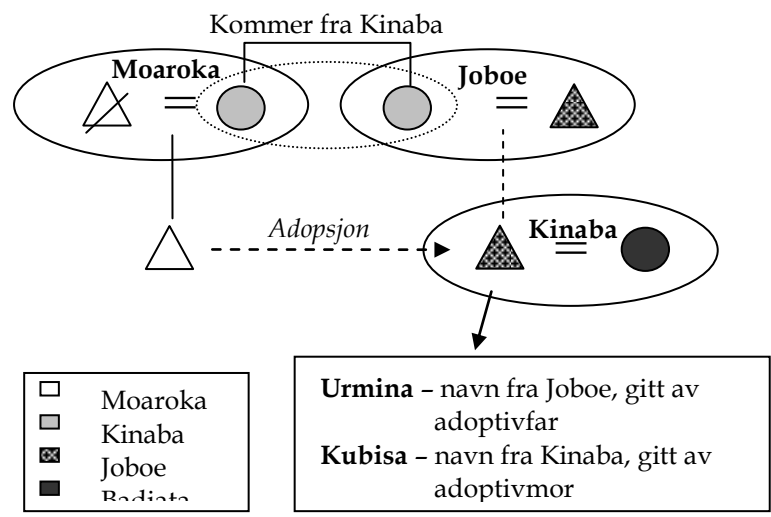 Kommer fra Kinaba
Moaroka
Joboe
Adopsjon
Kinaba
Moaroka
Kinaba
Joboe
Urmina – navn fra Joboe, gitt av
adoptivfar
Kubisa – navn fra Kinaba, gitt av
adoptivmor